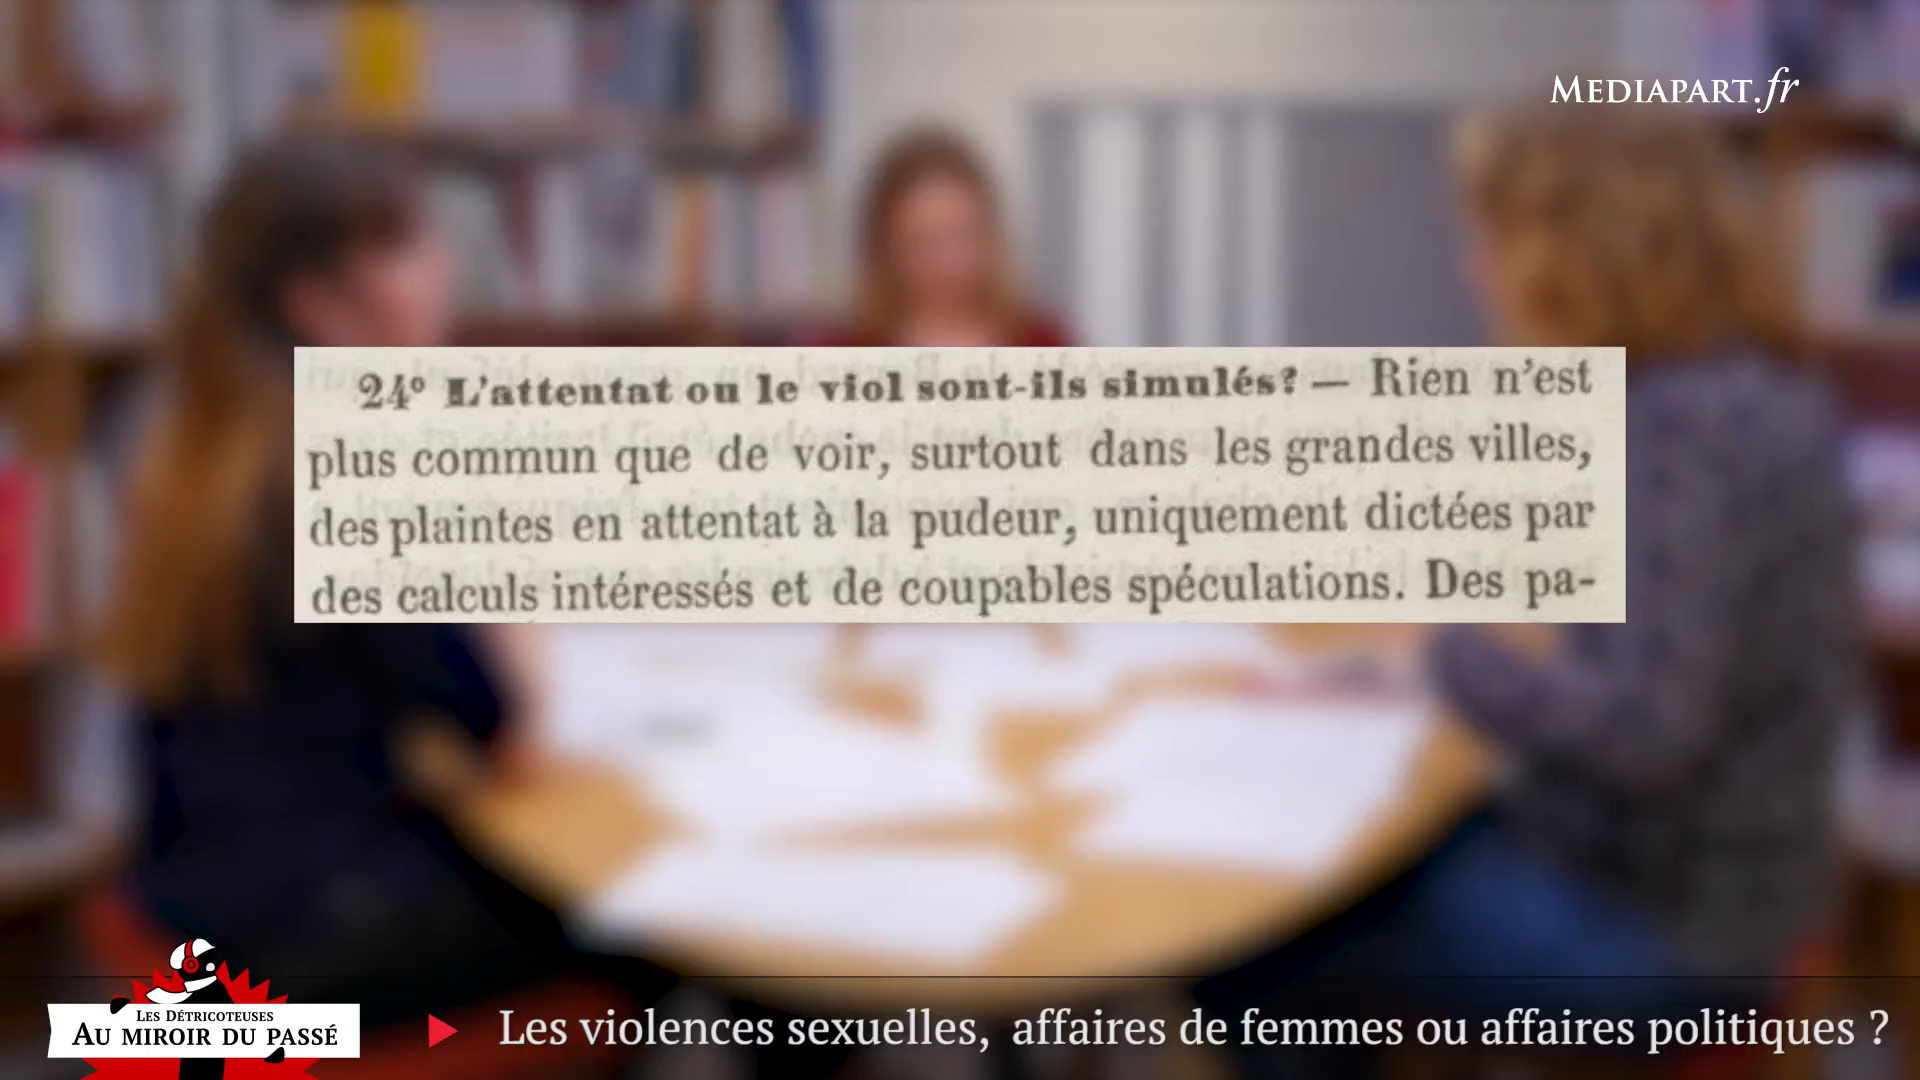 MEDIAPART.fr
24º L'attentat ou le viol sont-ils simulés? — Rien n'est
plus commun que de voir, surtout dans les grandes villes,
des plaintes en attentat à la pudeur, uniquement dictées par
des calculs intéressés et de coupables spéculations. Des pa-
LES DÉTRICOTEUSES
AU MIROIR DU PASSÉ
Les violences sexuelles, affaires de femmes ou affaires politiques ?